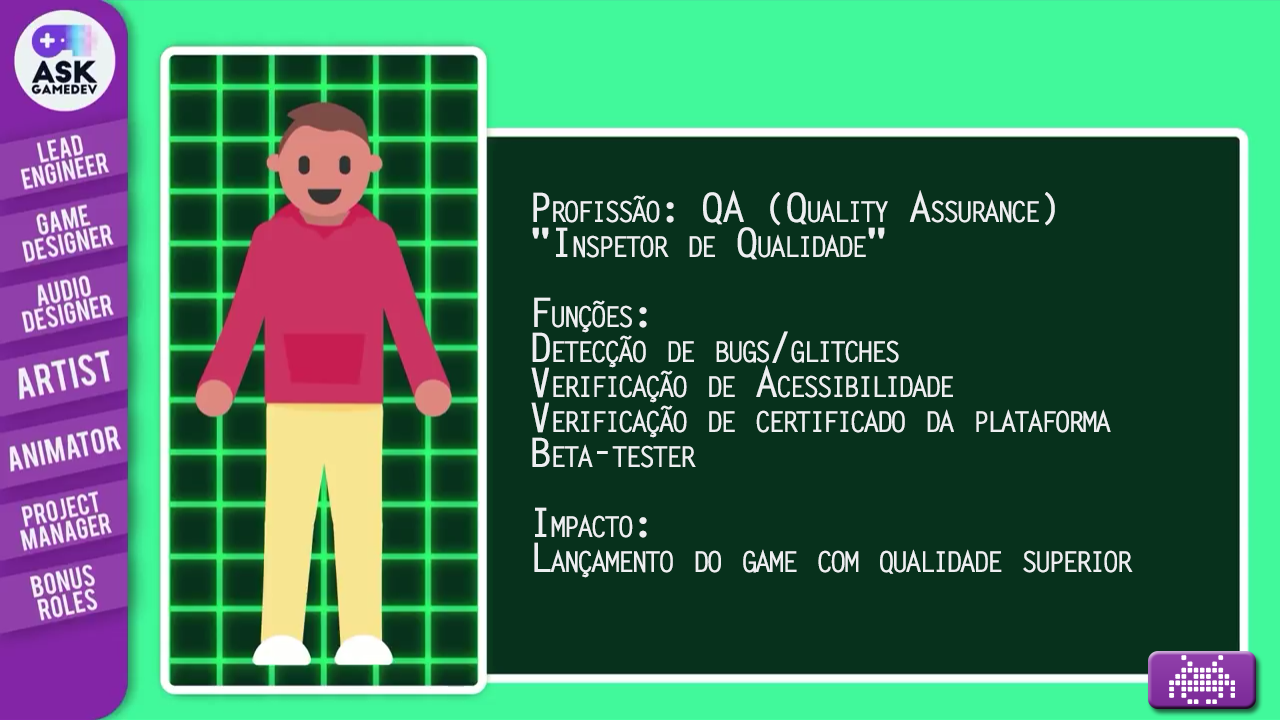 ASK
GAMEDEV
LEAD
ENGINEER
GAME
DESIGNER
AUDIO
DESIGNER
ARTIST
ANIMATOR
PROJECT
MANAGER
BONUS
ROLES
Profissão: QA (Quality Assurance)
"Inspetor de Qualidade"
Funções:
Detecção de bugs/glitches
Verificação de Acessibilidade
Verificação de certificado da plataforma
Beta-tester
Impacto:
Lançamento do game com qualidade superior